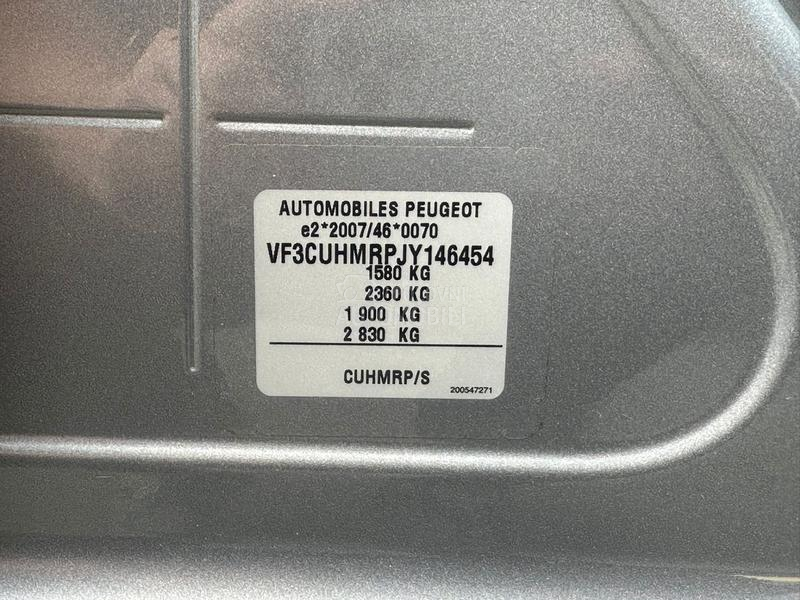 AUTOMOBILES PEUGEOT
e2*2007/46*0070
VF3CUHMRPJY146454
1580 KG
2360 KG
1 900 KG
2 830 KG
CUHMRP/S
200547271